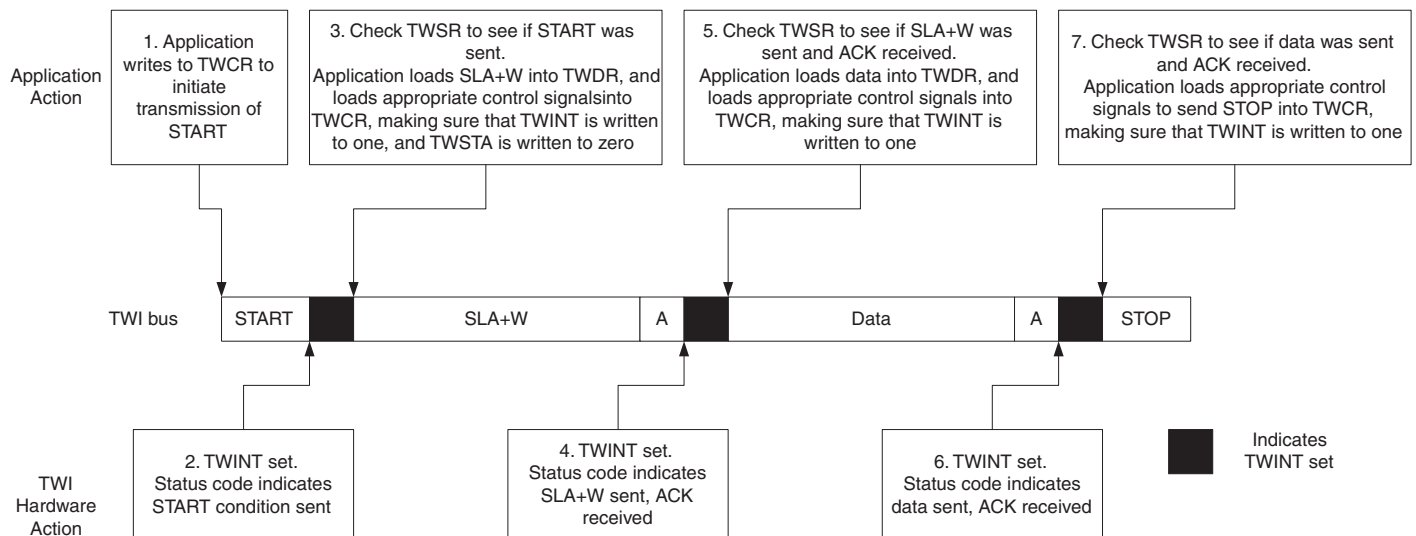 Application
Action
1. Application
writes to TWCR to
initiate
transmission of
START
3. Check TWSR to see if START was
sent.
Application loads SLA+W into TWDR, and
loads appropriate control signalsinto
TWCR, making sure that TWINT is written
to one, and TWSTA is written to zero
5. Check TWSR to see if SLA+W was
sent and ACK received.
Application loads data into TWDR, and
loads appropriate control signals into
TWCR, making sure that TWINT is
written to one
7. Check TWSR to see if data was sent
and ACK received.
Application loads appropriate control
signals to send STOP into TWCR,
making sure that TWINT is written to one
TWI bus
START
SLA+W
A
Data
A
STOP
TWI
Hardware
Action
2. TWINT set.
Status code indicates
START condition sent
4. TWINT set.
Status code indicates
SLA+W sent, ACK
received
6. TWINT set.
Status code indicates
data sent, ACK received
Indicates
TWINT set